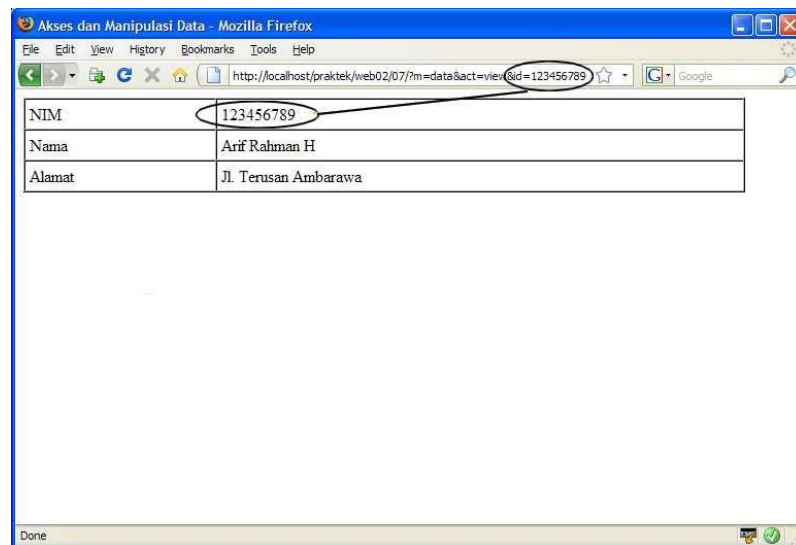 Akses dan Manipulasi Data - Mozilla Firefox
File Edit View History Bookmarks Tools Help
http://localhost/praktek/web02/07/?m=data&act=view&id=123456789 G Google
NIM 123456789
Nama Arif Rahman H
Alamat Jl. Terusan Ambarawa
Done